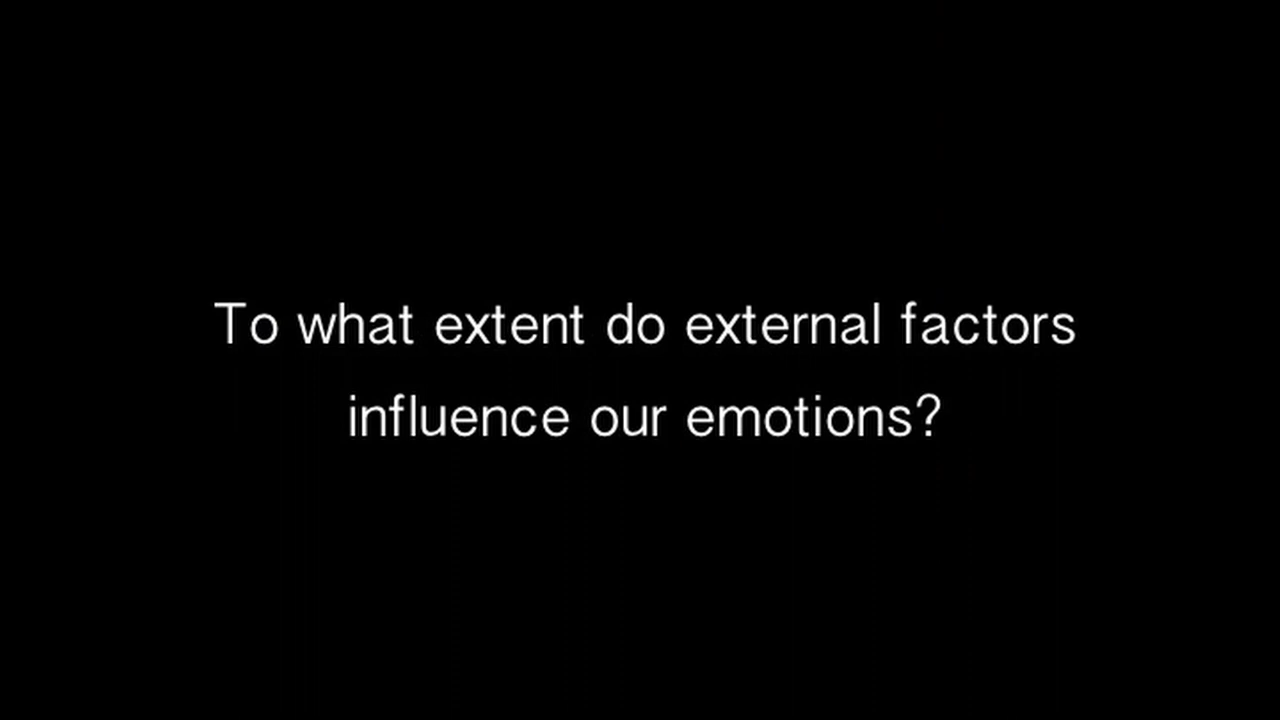 To what extent do external factors
influence our emotions?